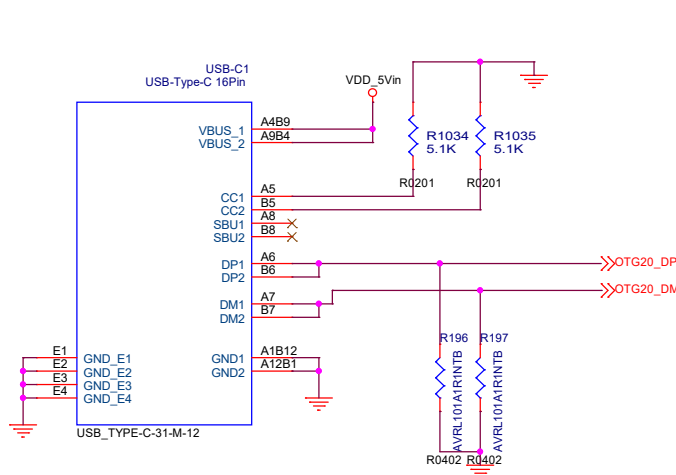 USB-C1
USB-Type-C 16Pin
VDD_5Vin
VBUS_1 A4B9
VBUS_2 A9B4
R1034
5.1K
R0201
R1035
5.1K
R0201
CC1 A5
CC2 B5
SBU1 A8
SBU2 B8
DP1 A6
DP2 B6
OTG20_DP
DM1 A7
DM2 B7
OTG20_DM
R196
AVRL101A1R1NTB
R0402
R197
AVRL101A1R1NTB
R0402
E1 GND_E1
E2 GND_E2
E3 GND_E3
E4 GND_E4
GND1 A1B12
GND2 A12B1
USB_TYPE-C-31-M-12